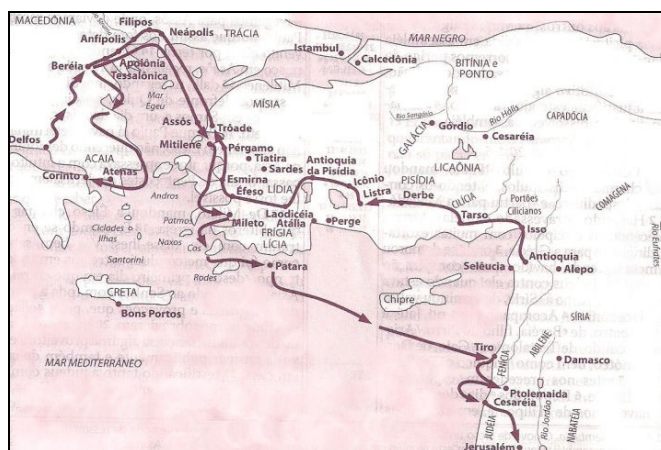 MACEDÔNIA
Filipos
Neápolis
Anfípolis
TRÁCIA
MAR NEGRO
Istambul
Calcedônia
BITÍNIA e
PONTO
Beréia
Apolônia
Tessalônica
Mar
Egeu
MÍSIA
Rio Sangário
Rio Hális
CAPADÓCIA
Assôs
Trôade
Mitilene
Pérgamo
GALÁCIA
Górdio
Cesaréia
Delfos
Tiatira
Sardes
Antioquia
da Pisídia
LICAÔNIA
ACAIA
Atenas
Corinto
Esmirna
Éfeso
LÍDIA
Icônio
Listra
PISÍDIA
Derbe
CILÍCIA
Portões
Cilicianos
COMAGENA
Andros
Patmos
Mileto
Laodicéia
Atália
Perge
Tarso
Isso
Rio Eufrides
Cíclades
Ilhas
Naxos
FRÍGIA
LÍCIA
Santorini
Cós
Rodes
Patara
Selêucia
Antioquia
Alepo
CRETA
Bons Portos
Chipre
SÍRIA
MAR MEDITERRÂNEO
Tiro
FENÍCIA
ABILENE
Damasco
Ptolemaida
Cesaréia
JUDÉIA
Rio Jordão
NABATÉIA
Jerusalém